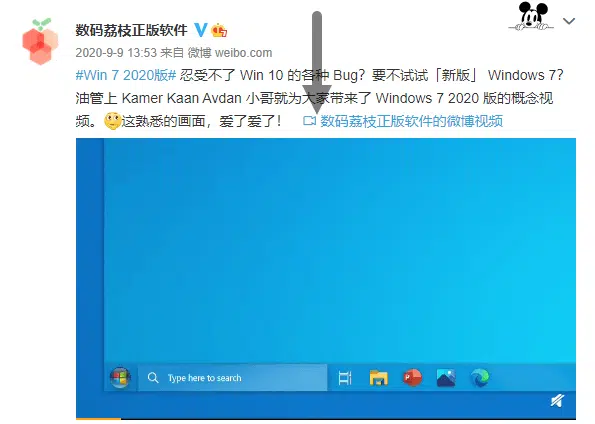 数码荔枝正版软件
2020-9-9 13:53 来自 微博 weibo.com
#Win 7 2020版# 忍受不了 Win 10 的各种 Bug？要不试试「新版」 Windows 7？
油管上 Kamer Kaan Avdan 小哥就为大家带来了 Windows 7 2020 版的概念视
频。这熟悉的画面，爱了爱了！ 数码荔枝正版软件的微博视频
Type here to search